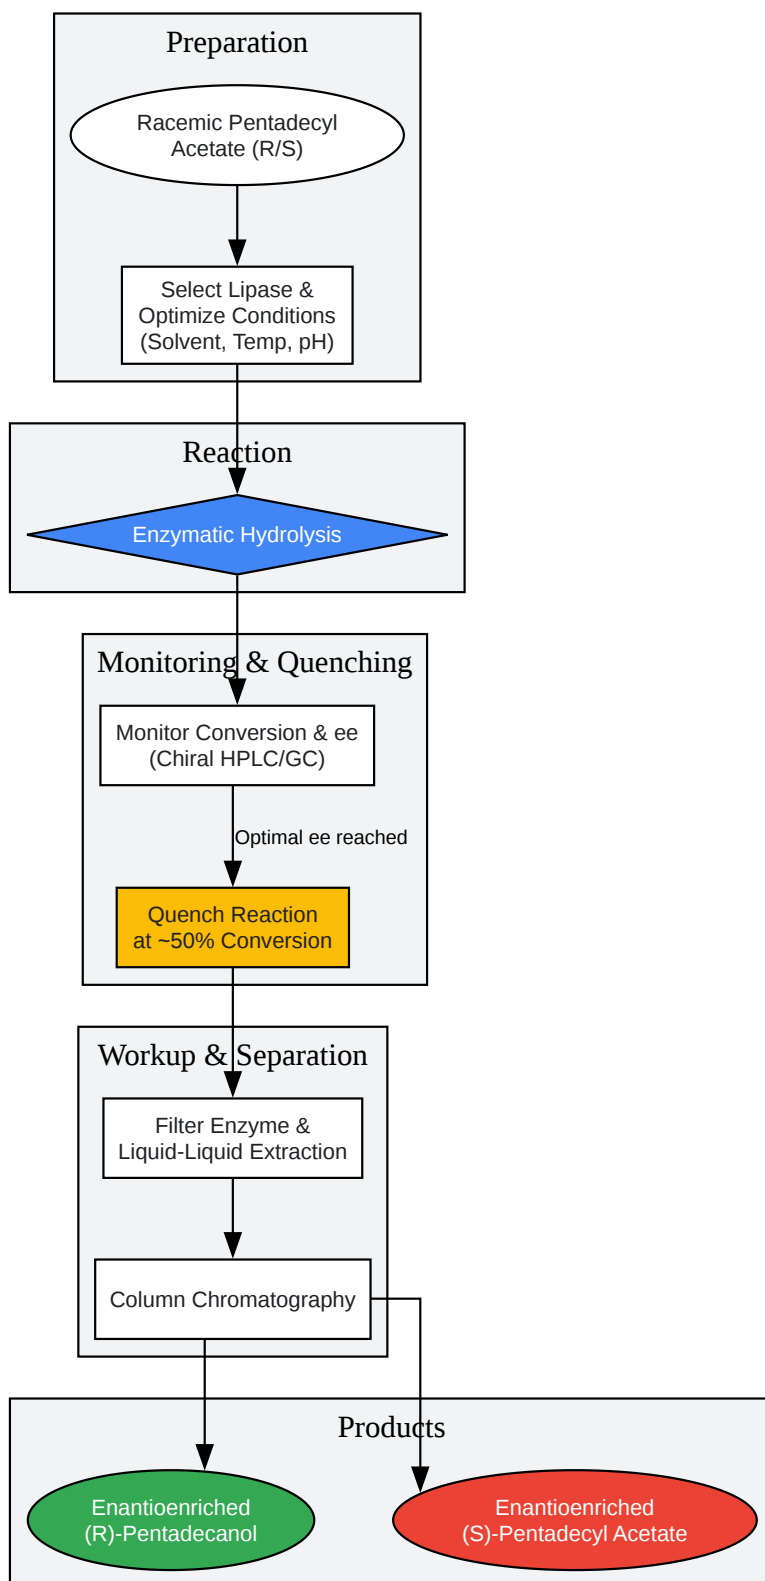 Preparation
Racemic Pentadecyl
Acetate (R/S)
Select Lipase &
Optimize Conditions
(Solvent, Temp, pH)
Reaction
Enzymatic Hydrolysis
Monitoring & Quenching
Monitor Conversion & ee
(Chiral HPLC/GC)
Optimal ee reached
Quench Reaction
at ~50% Conversion
Workup & Separation
Filter Enzyme &
Liquid-Liquid Extraction
Column Chromatography
Products
Enantioenriched
(R)-Pentadecanol
Enantioenriched
(S)-Pentadecyl Acetate